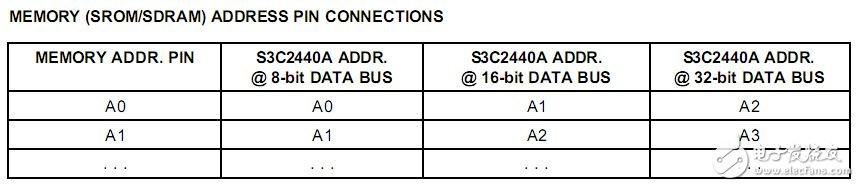 MEMORY (SROM/SDRAM) ADDRESS PIN CONNECTIONS
MEMORY ADDR. PIN S3C2440A ADDR. @ 8-bit DATA BUS S3C2440A ADDR. @ 16-bit DATA BUS S3C2440A ADDR. @ 32-bit DATA BUS
A0 A0 A1 A2
A1 A1 A2 A3
. . . . . . . . . . . .
电子发烧友
www.elecfans.com